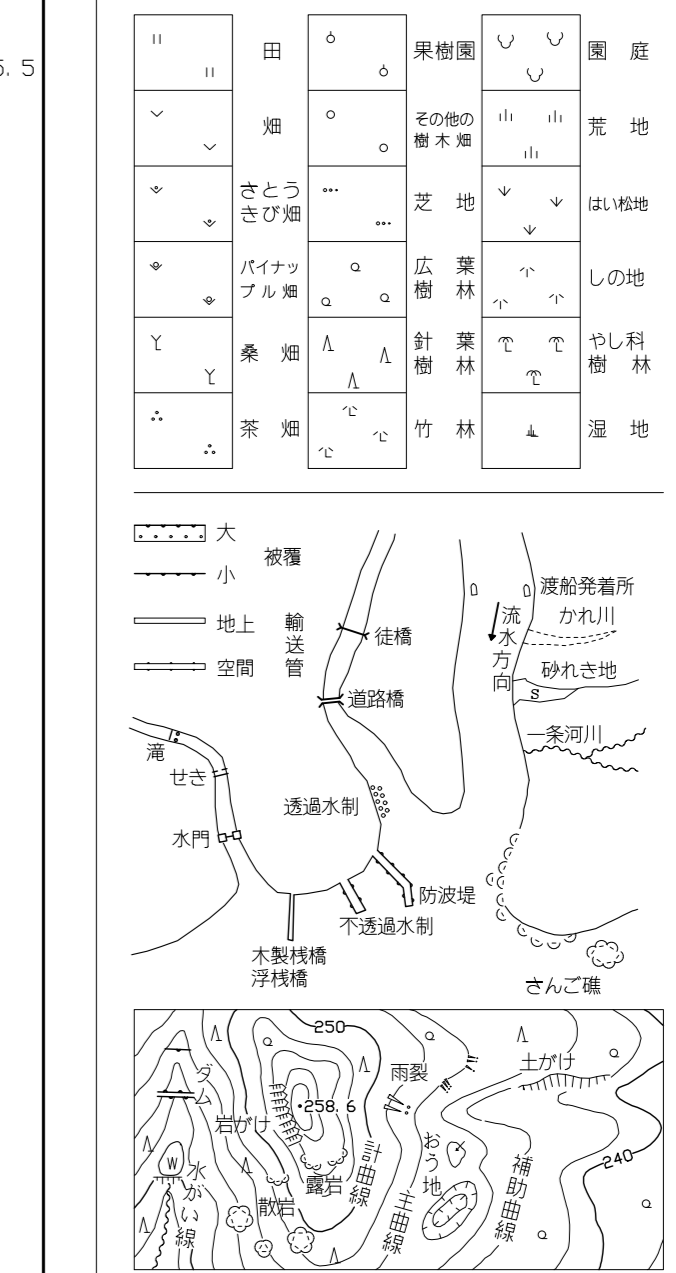 5. 5
田
果樹園
園 庭
畑
その他の
樹木畑
荒 地
さとう
きび畑
芝 地
はい松地
パイナッ
プル畑
広 葉
樹 林
しの地
桑 畑
針 葉
樹 林
やし科
樹 林
茶 畑
竹 林
湿 地
大
小
被覆
地上
空間
輸送管
徒橋
道路橋
渡船発着所
流水方向
かれ川
砂れき地
s
一条河川
滝
せき
水門
透過水制
防波堤
不透過水制
木製桟橋
浮桟橋
さんご礁
250
ダム
雨裂
土がけ
258. 6
岩がけ
W
水がい線
散岩
露岩
計曲線
主曲線
おう地
補助曲線
240